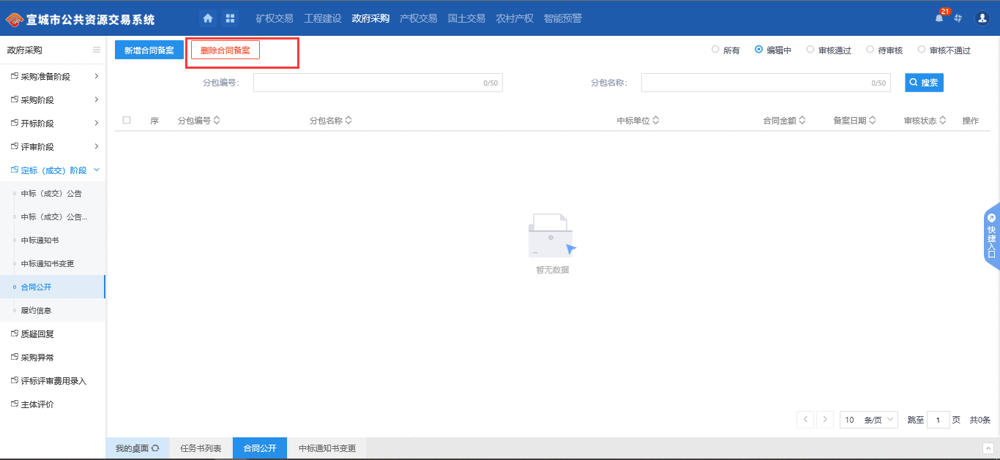 宣城市公共资源交易系统
矿权交易 工程建设 政府采购 产权交易 国土交易 农村产权 智能预警
21
政府采购
采购准备阶段
采购阶段
开标阶段
评审阶段
定标（成交）阶段
中标（成交）公告
中标（成交）公告...
中标通知书
中标通知书变更
合同公开
履约信息
质疑回复
采购异常
评标评审费用录入
主体评价
新增合同备案 删除合同备案
所有 编辑中 审核通过 待审核 审核不通过
分包编号： 0/50 分包名称： 0/50 搜索
序 分包编号 分包名称 中标单位 合同金额 备案日期 审核状态 操作
暂无数据
快捷入口
10 条/页 跳至 1 页 共0条
我的桌面 任务书列表 合同公开 中标通知书变更